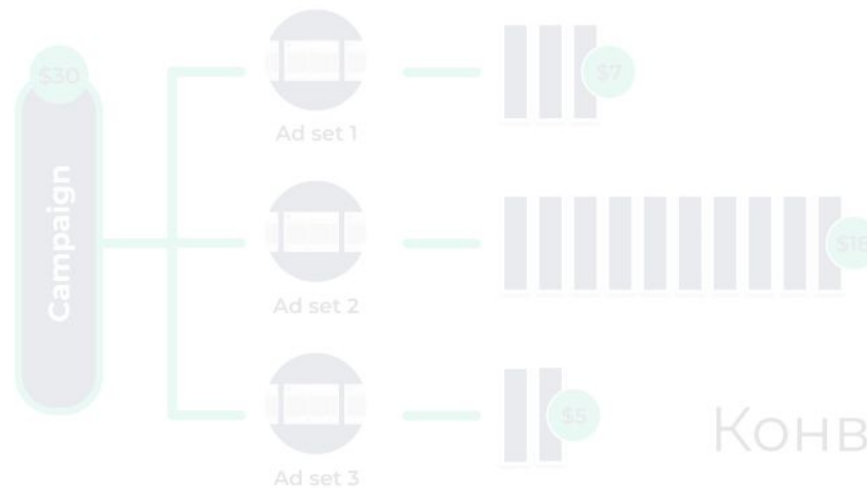 $30
Campaign
Ad set 1
$7
Ad set 2
Ad set 3
$5
Конв